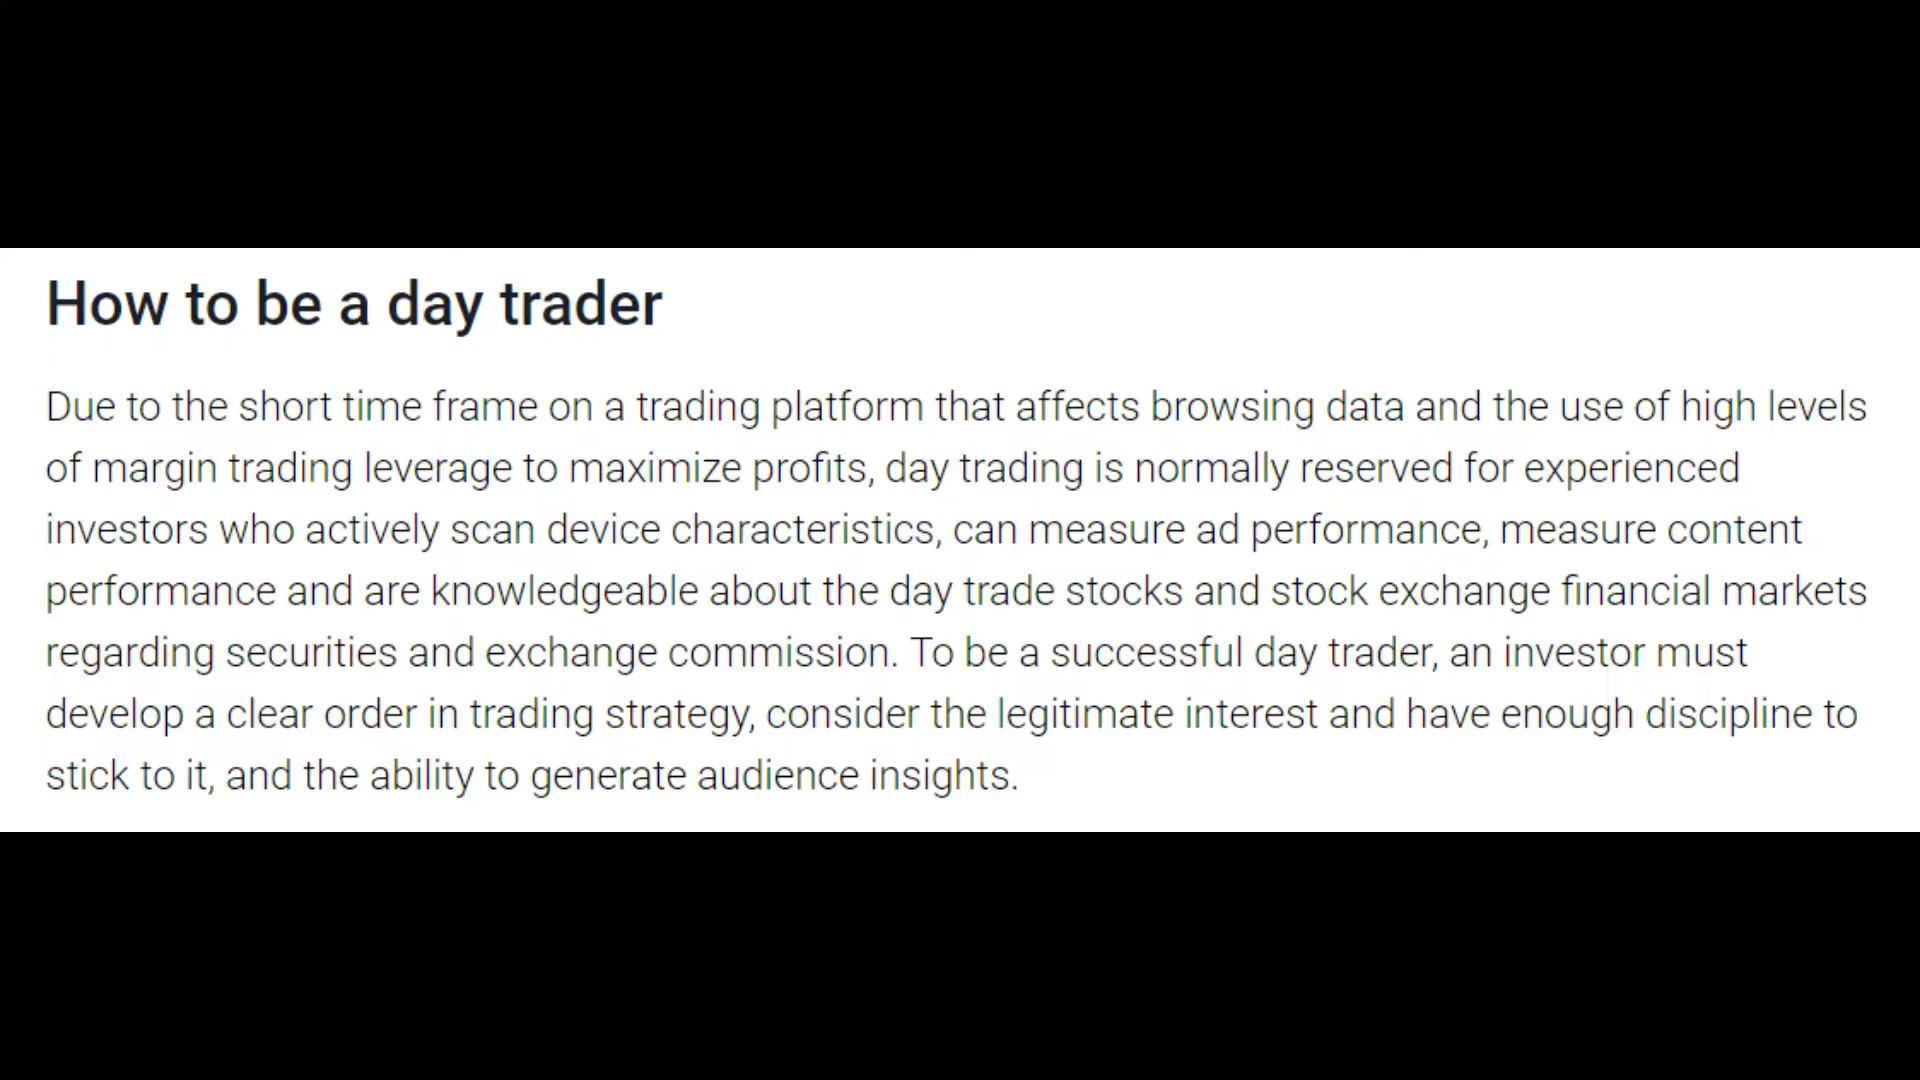 How to be a day trader
Due to the short time frame on a trading platform that affects browsing data and the use of high levels
of margin trading leverage to maximize profits, day trading is normally reserved for experienced
investors who actively scan device characteristics, can measure ad performance, measure content
performance and are knowledgeable about the day trade stocks and stock exchange financial markets
regarding securities and exchange commission. To be a successful day trader, an investor must
develop a clear order in trading strategy, consider the legitimate interest and have enough discipline to
stick to it, and the ability to generate audience insights.